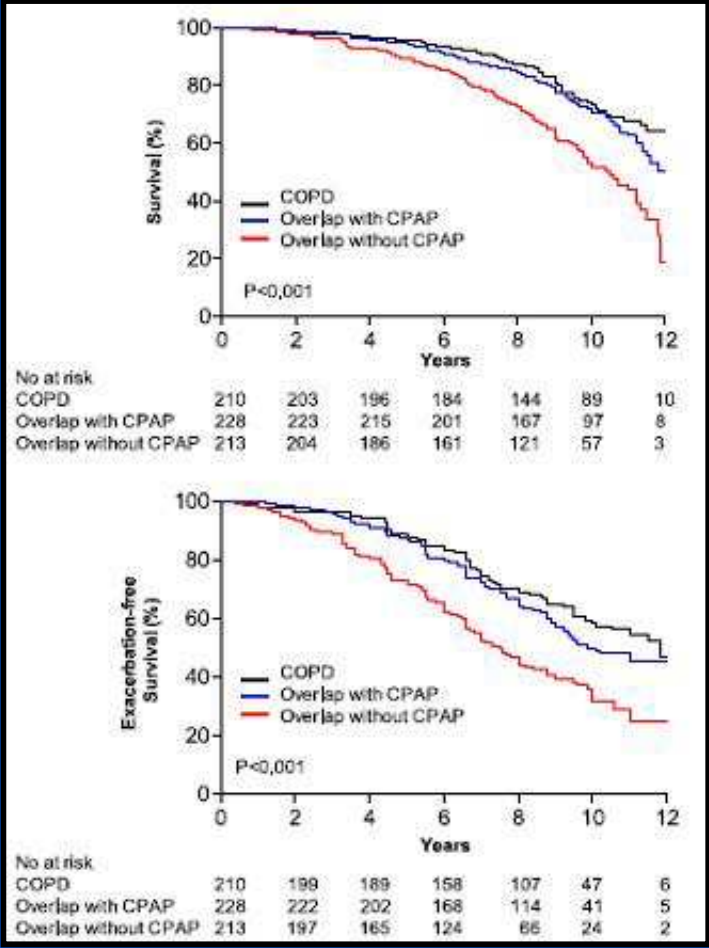 100
80
60
40
20
0
Survival (%)
COPD
Overlap with CPAP
Overlap without CPAP
P<0,001
0 2 4 6 8 10 12
Years
No at risk
COPD 210 203 196 184 144 89 10
Overlap with CPAP 228 223 215 201 167 97 8
Overlap without CPAP 213 204 186 161 121 57 3
100
80
60
40
20
0
Exacerbation-free
Survival (%)
COPD
Overlap with CPAP
Overlap without CPAP
P<0,001
0 2 4 6 8 10 12
Years
No at risk
COPD 210 199 189 158 107 47 6
Overlap with CPAP 228 222 202 168 114 41 5
Overlap without CPAP 213 197 165 124 66 24 2